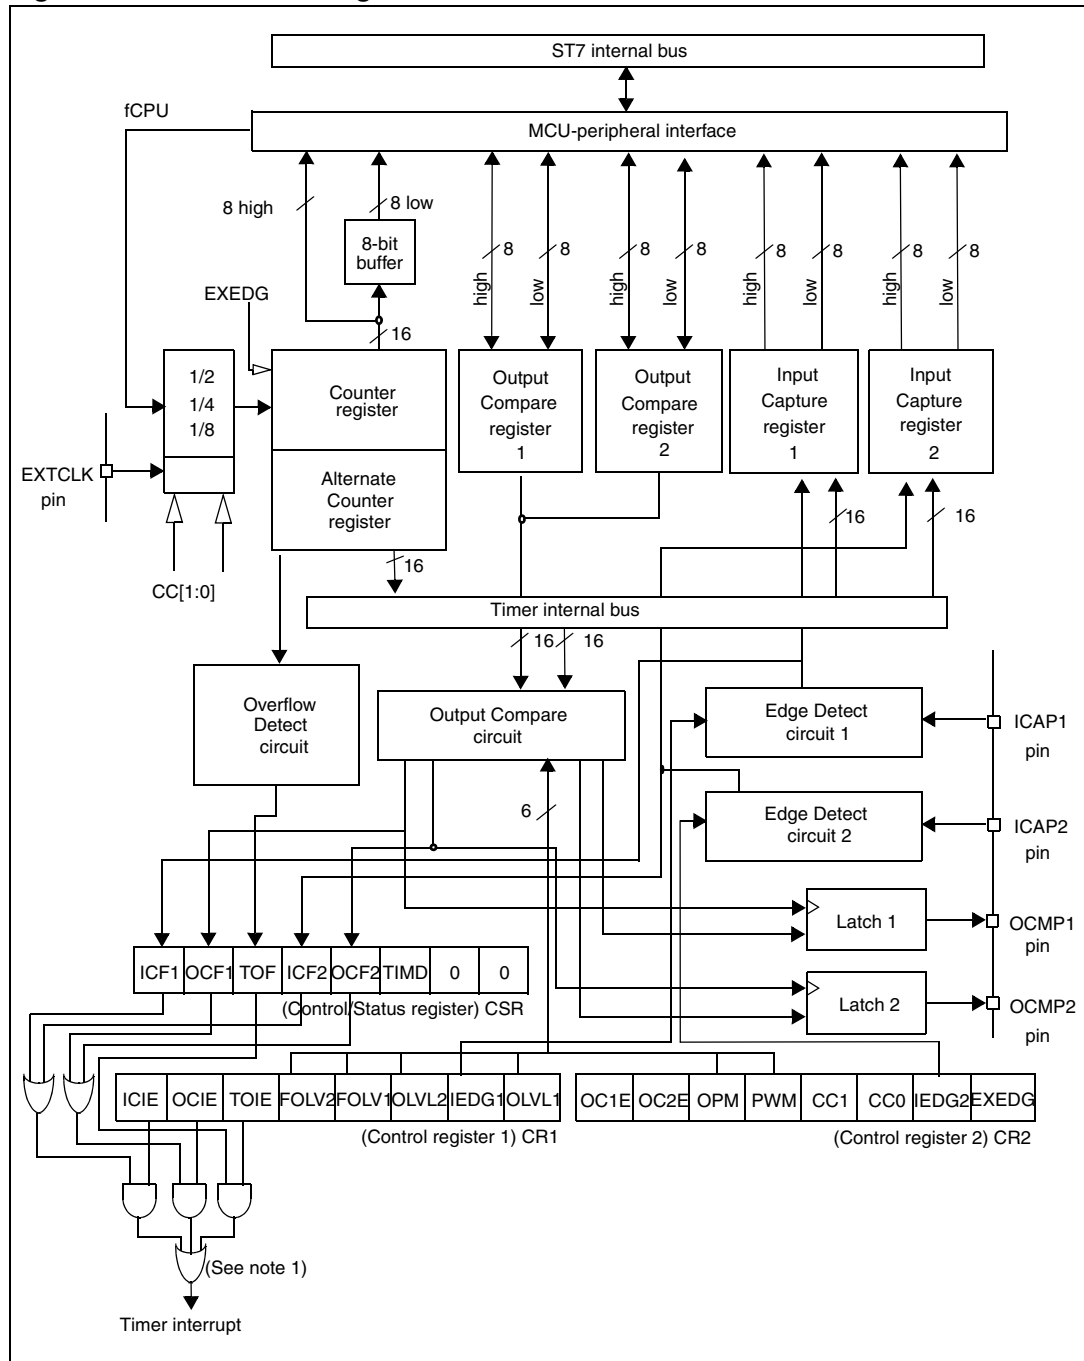 ST7 internal bus
fCPU
MCU-peripheral interface
8 high
8 low
8-bit
buffer
8
8
8
8
8
8
8
8
high
low
high
low
high
low
high
low
EXEDG
16
1/2
1/4
1/8
Counter
register
Output
Compare
register
1
Output
Compare
register
2
Input
Capture
register
1
Input
Capture
register
2
EXTCLK
pin
Alternate
Counter
register
16
16
16
CC[1:0]
Timer internal bus
16
16
Overflow
Detect
circuit
Output Compare
circuit
Edge Detect
circuit 1
ICAP1
pin
6
Edge Detect
circuit 2
ICAP2
pin
Latch 1
OCMP1
pin
ICF1 OCF1 TOF ICF2 OCF2 TIMD 0 0
(Control/Status register) CSR
Latch 2
OCMP2
pin
ICIE OCIE TOIE FOLV2 FOLV1 OLVL2 IEDG1 OLVL1
(Control register 1) CR1
OC1E OC2E OPM PWM CC1 CC0 IEDG2 EXEDG
(Control register 2) CR2
(See note 1)
Timer interrupt